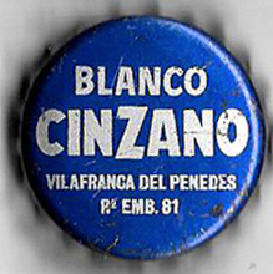 BLANCO
CINZANO
VILAFRANCA DEL PENEDES
Rº EMB. 81